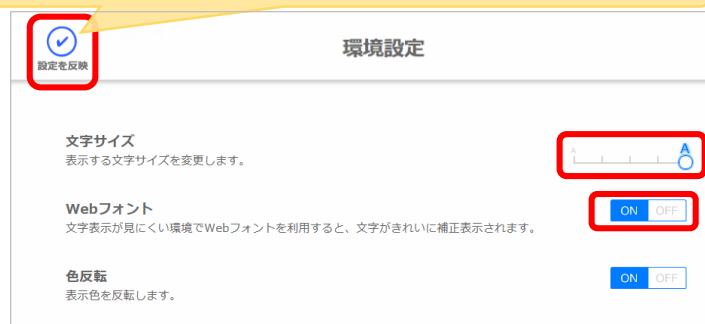 環境設定
設定を反映
文字サイズ
表示する文字サイズを変更します。
A
A
Webフォント
文字表示が見にくい環境でWebフォントを利用すると、文字がきれいに補正表示されます。
ON OFF
色反転
表示色を反転します。
ON OFF